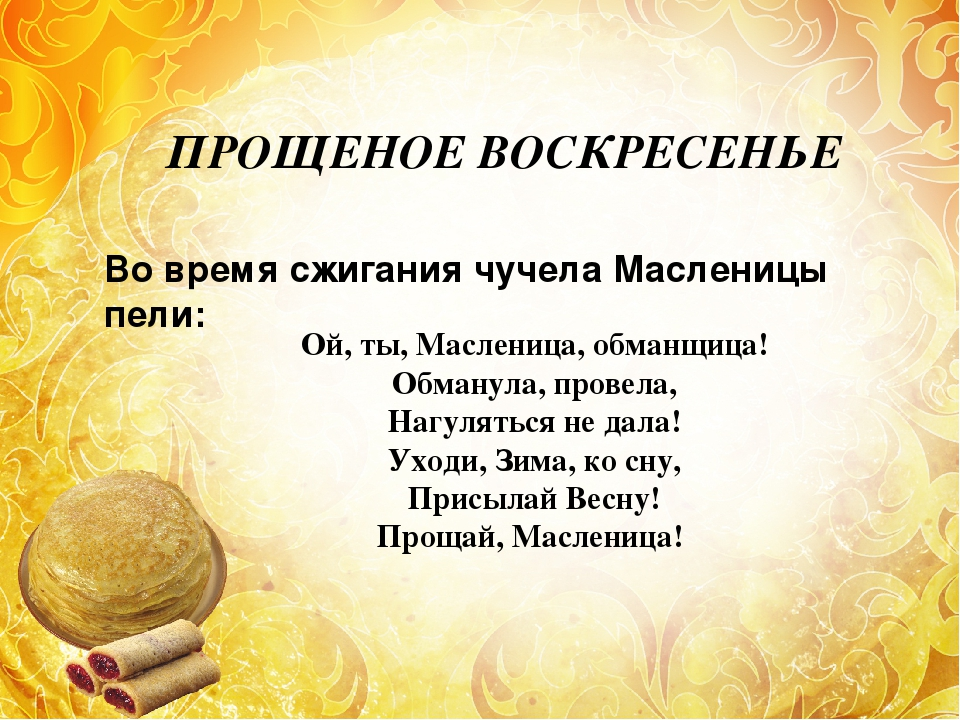 ПРОЩЕНОЕ ВОСКРЕСЕНЬЕ
Во время сжигания чучела Масленицы
пели:
Ой, ты, Масленица, обманщица!
Обманула, провела,
Нагуляться не дала!
Уходи, Зима, ко сну,
Присылай Весну!
Прощай, Масленица!